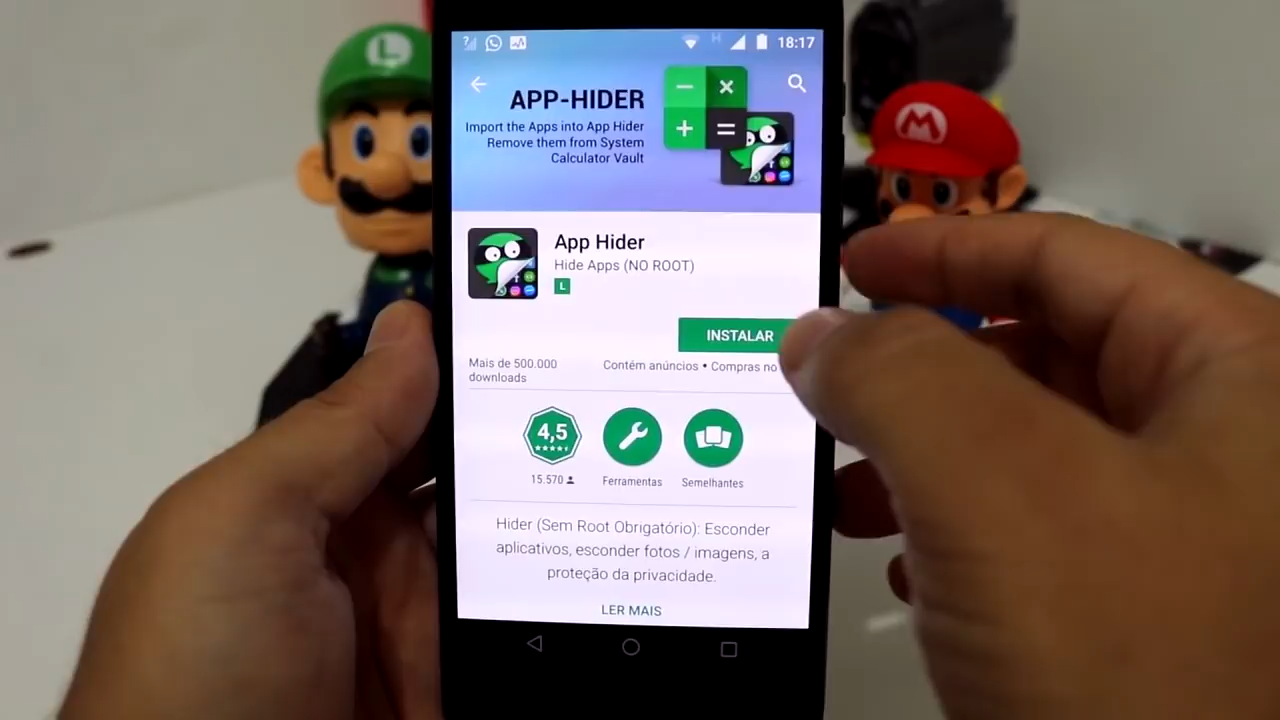 18:17
APP-HIDER
Import the Apps into App Hider
Remove them from System
Calculator Vault
App Hider
Hide Apps (NO ROOT)
L
INSTALAR
Mais de 500.000
downloads
Contém anúncios • Compras no
4,5
15.570
Ferramentas
Semelhantes
Hider (Sem Root Obrigatório): Esconder
aplicativos, esconder fotos / imagens, a
proteção da privacidade.
LER MAIS
L
M